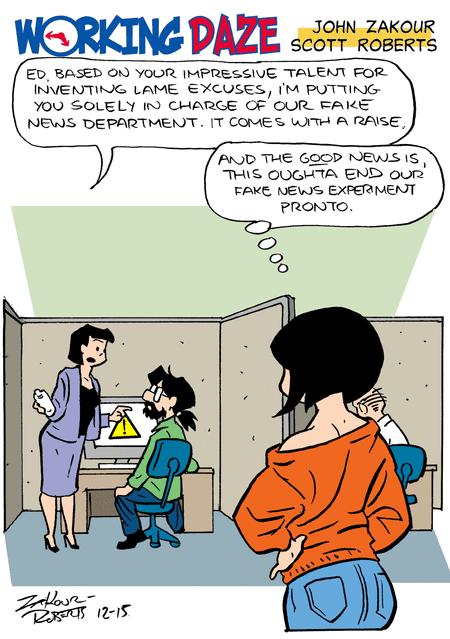 WORKING DAZE
JOHN ZAKOUR
SCOTT ROBERTS
ED, BASED ON YOUR IMPRESSIVE TALENT FOR
INVENTING LAME EXCUSES, I'M PUTTING
YOU SOLELY IN CHARGE OF OUR FAKE
NEWS DEPARTMENT. IT COMES WITH A RAISE.
AND THE GOOD NEWS IS,
THIS OUGHTA END OUR
FAKE NEWS EXPERIMENT
PRONTO.
!
ZAKOUR-
ROBERTS 12-15